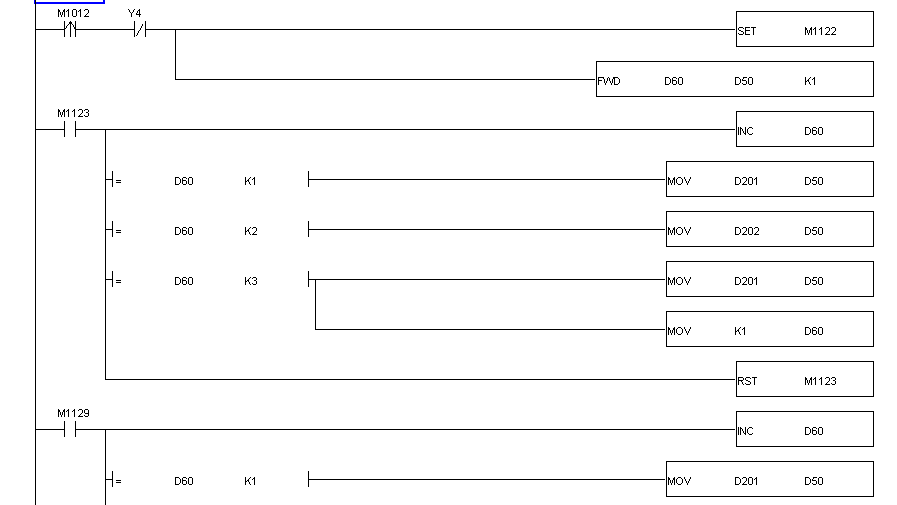 M1012 Y4
SET M1122
FWD D60 D50 K1
M1123
INC D60
= D60 K1 MOV D201 D50
= D60 K2 MOV D202 D50
= D60 K3 MOV D201 D50
MOV K1 D60
RST M1123
M1129
INC D60
= D60 K1 MOV D201 D50